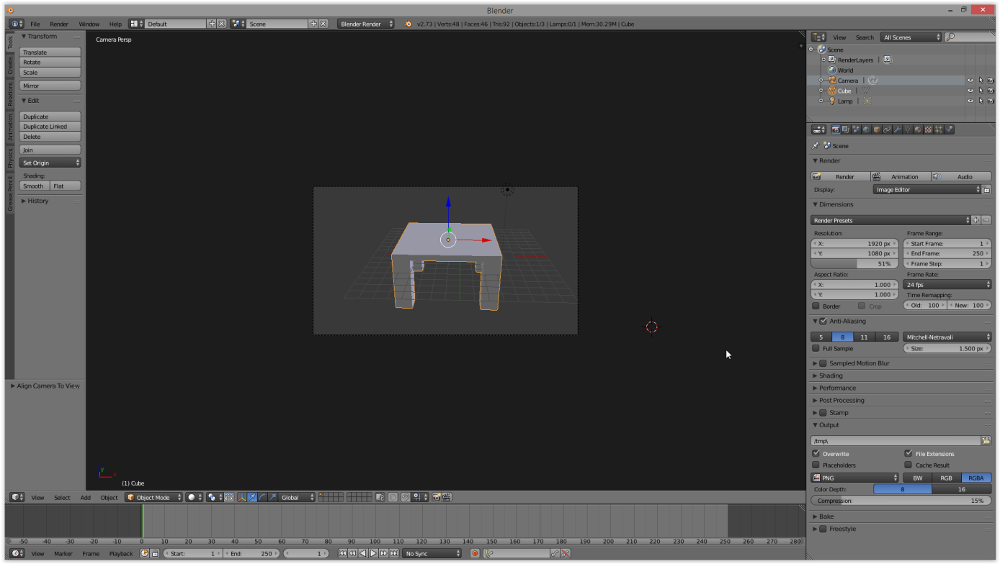 Blender
File Render Window Help Default Scene Blender Render v2.73 | Verts:48 | Faces:46 | Tris:92 | Objects:1/3 | Lamps:0/1 | Mem:30.29M | Cube
Tools
Create
Relations
Animation
Physics
Grease Pencil
Transform
Translate
Rotate
Scale
Mirror
Edit
Duplicate
Duplicate Linked
Delete
Join
Set Origin
Shading:
Smooth Flat
History
Align Camera To View
Camera Persp
y
x
(1) Cube
View Select Add Object Object Mode Global
View Search All Scenes
Scene
RenderLayers |
World
Camera |
Cube |
Lamp |
Scene
Render
Render Animation Audio
Display: Image Editor
Dimensions
Render Presets
Resolution: Frame Range:
X: 1920 px Start Frame: 1
Y: 1080 px End Frame: 250
51% Frame Step: 1
Aspect Ratio: Frame Rate:
X: 1.000 24 fps
Y: 1.000 Time Remapping:
Border Crop Old: 100 New: 100
Anti-Aliasing
5 8 11 16 Mitchell-Netravali
Full Sample Size: 1.500 px
Sampled Motion Blur
Shading
Performance
Post Processing
Stamp
Output
/tmp\
Overwrite File Extensions
Placeholders Cache Result
PNG BW RGB RGBA
Color Depth: 8 16
Compression: 15%
Bake
Freestyle
-50 -40 -30 -20 -10 0 10 20 30 40 50 60 70 80 90 100 110 120 130 140 150 160 170 180 190 200 210 220 230 240 250 260 270 280
View Marker Frame Playback Start: 1 End: 250 1 No Sync